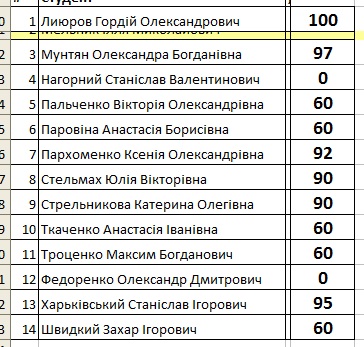 1 Лиюров Гордій Олександрович 100
2
3 Мунтян Олександра Богданівна 97
4 Нагорний Станіслав Валентинович 0
5 Пальченко Вікторія Олександрівна 60
6 Паровіна Анастасія Борисівна 60
7 Пархоменко Ксенія Олександрівна 92
8 Стельмах Юлія Вікторівна 90
9 Стрельникова Катерина Олегівна 90
10 Ткаченко Анастасія Іванівна 60
11 Троценко Максим Богданович 60
12 Федоренко Олександр Дмитрович 0
13 Харьківський Станіслав Ігорович 95
14 Швидкий Захар Ігорович 60